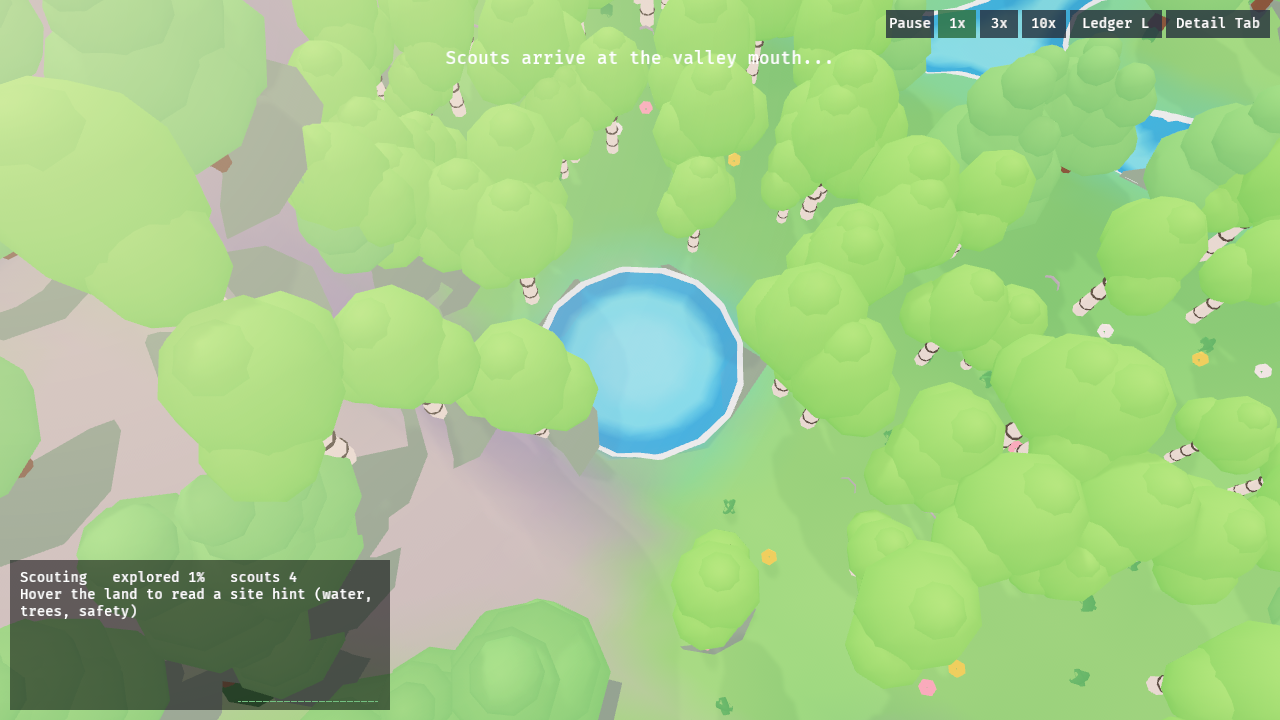 Pause 1x 3x 10x Ledger L Detail Tab
Scouts arrive at the valley mouth...
Scouting explored 1% scouts 4
Hover the land to read a site hint (water,
trees, safety)